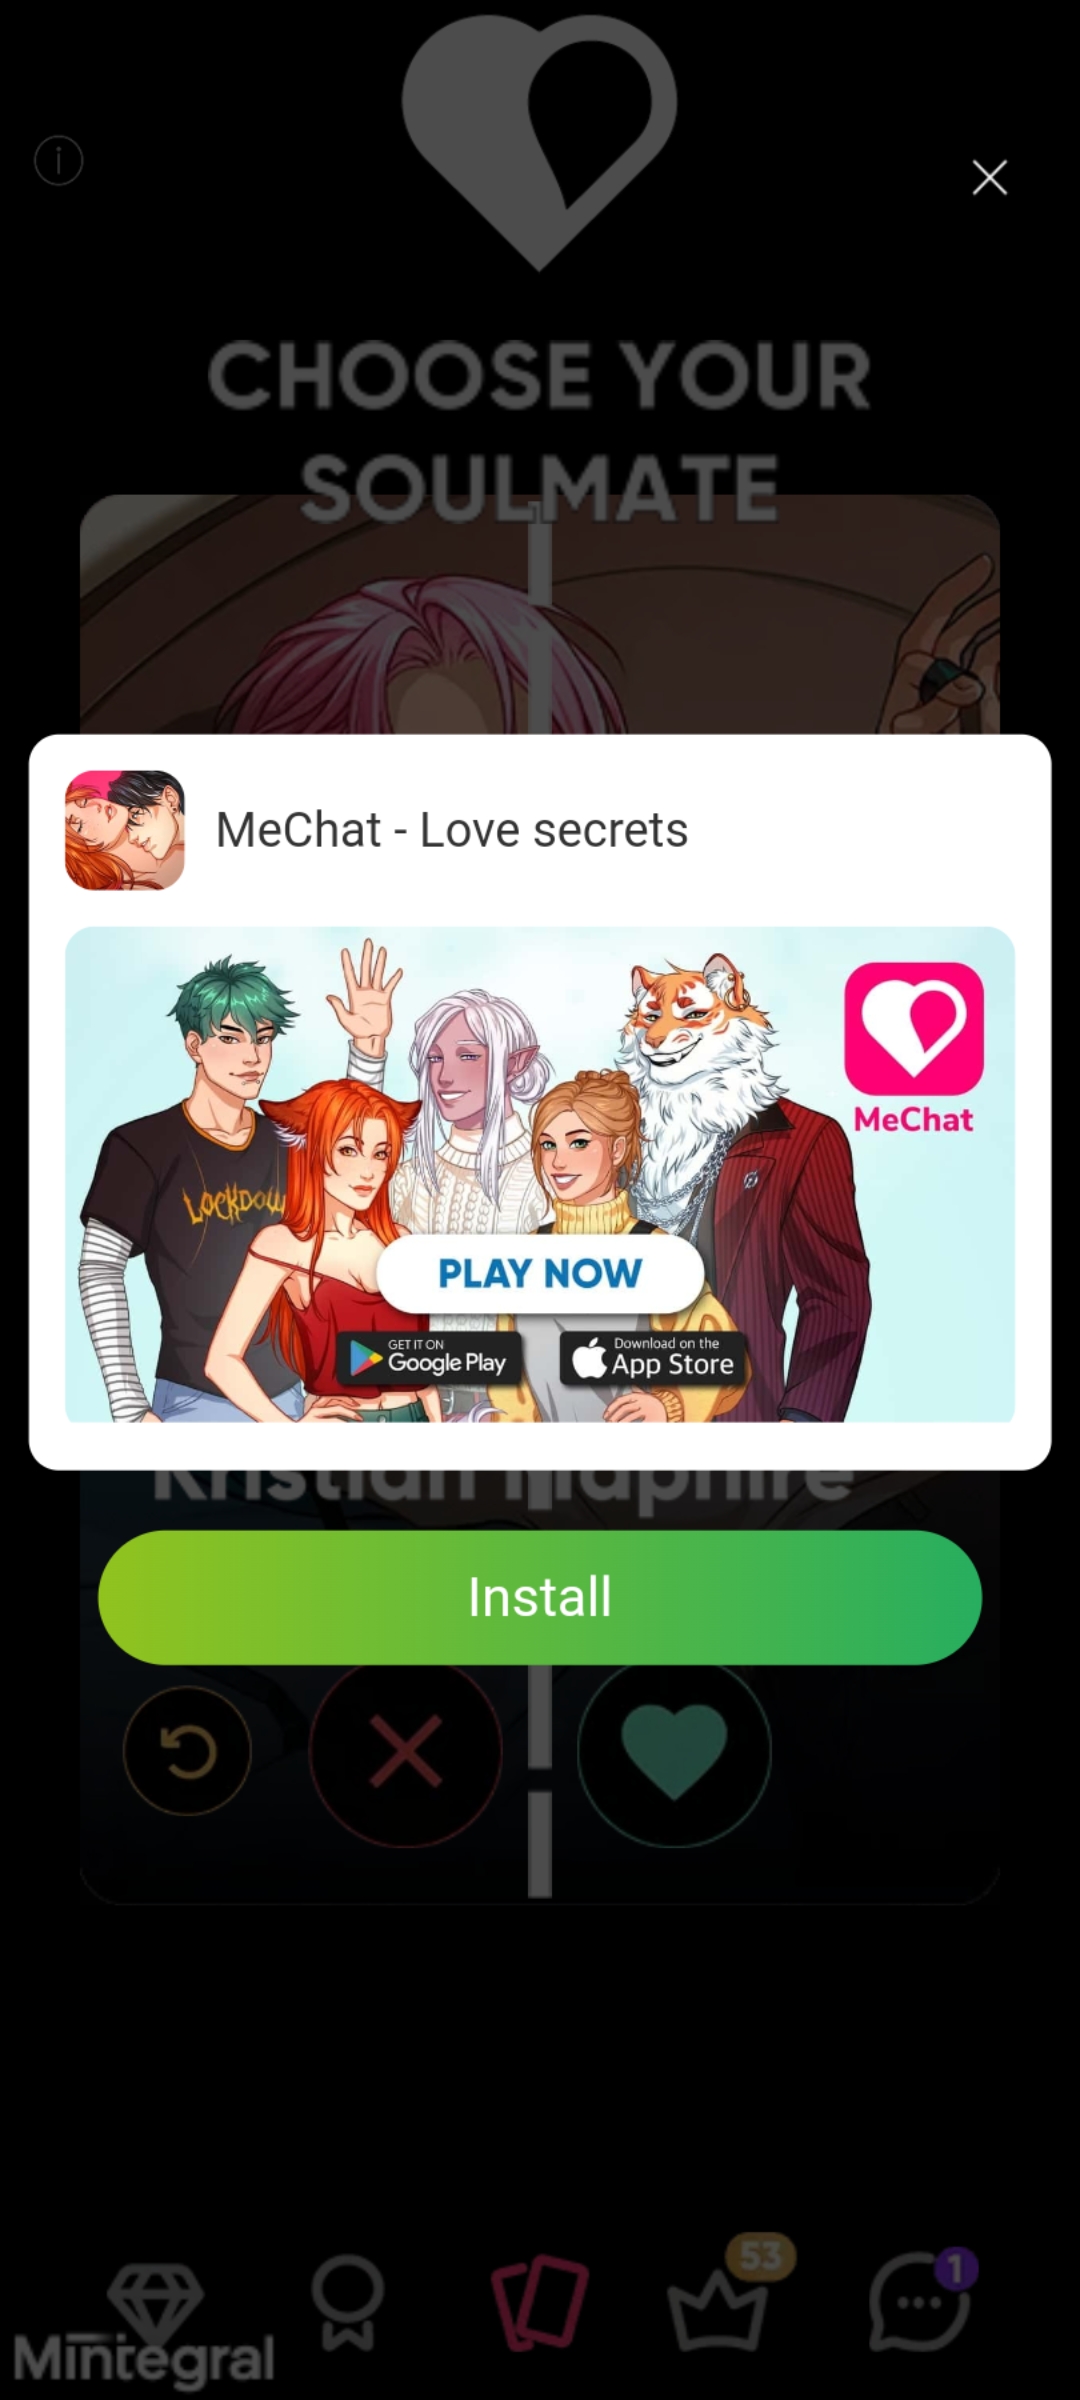 CHOOSE YOUR
SOULMATE
MeChat - Love secrets
LOCKDOW
MeChat
PLAY NOW
GET IT ON
Google Play
Download on the
App Store
Kristian
Install
53
1
Mintegral